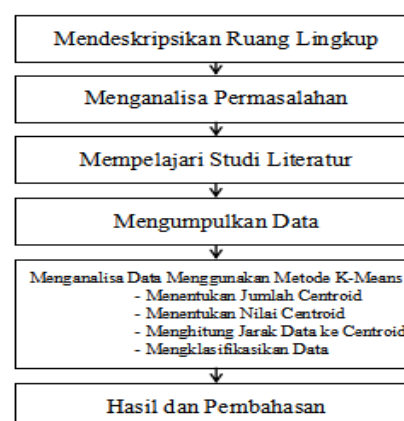 Mendeskripsikan Ruang Lingkup
Menganalisa Permasalahan
Mempelajari Studi Literatur
Mengumpulkan Data
Menganalisa Data Menggunakan Metode K-Means
- Menentukan Jumlah Centroid
- Menentukan Nilai Centroid
- Menghitung Jarak Data ke Centroid
- Mengklasifikasikan Data
Hasil dan Pembahasan